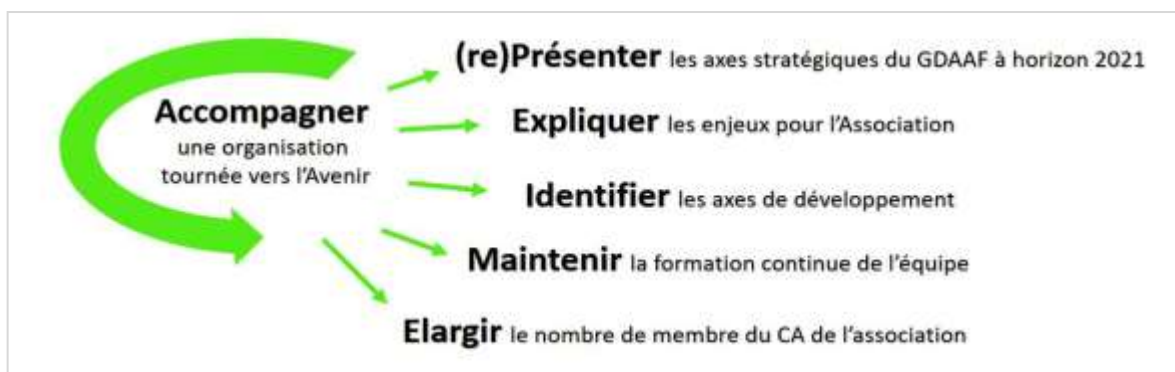 Accompagner
une organisation
tournée vers l’Avenir
(re)Présenter les axes stratégiques du GDAAF à horizon 2021
Expliquer les enjeux pour l’Association
Identifier les axes de développement
Maintenir la formation continue de l’équipe
Elargir le nombre de membre du CA de l’association